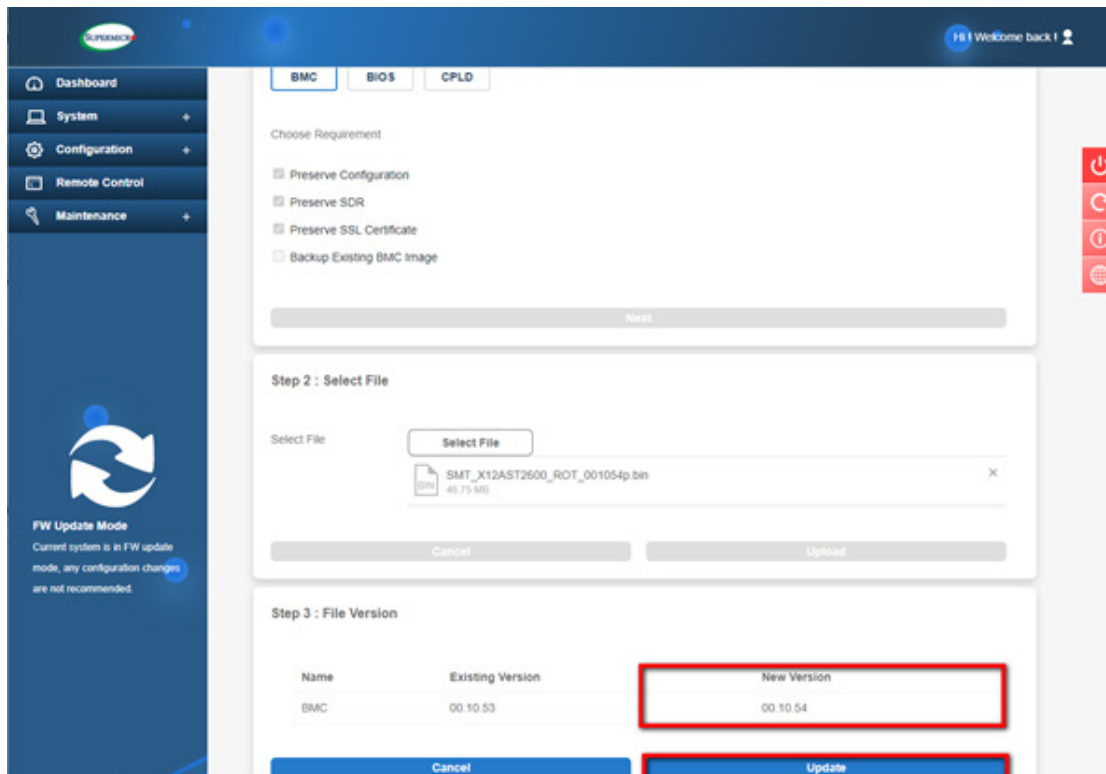 SUPERMICR
Hi ! Welcome back !
Dashboard
System +
Configuration +
Remote Control
Maintenance +
FW Update Mode
Current system is in FW update
mode, any configuration changes
are not recommended.
BMC BIOS CPLD
Choose Requirement
Preserve Configuration
Preserve SDR
Preserve SSL Certificate
Backup Existing BMC Image
Next
Step 2 : Select File
Select File Select File
BIN SMT_X12AST2600_ROT_001054p.bin
46.75 MB
Cancel Upload
Step 3 : File Version
Name Existing Version New Version
BMC 00.10.53 00.10.54
Cancel Update